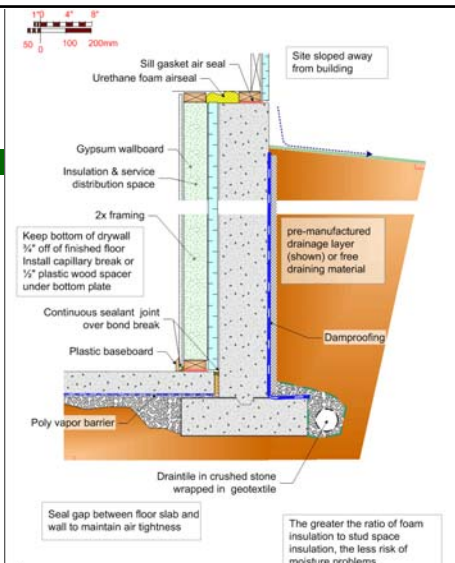 1" 0 4" 8"
50 0 100 200mm
Sill gasket air seal
Urethane foam airseal
Site sloped away
from building
Gypsum wallboard
Insulation & service
distribution space
2x framing
Keep bottom of drywall
¾" off of finished floor
Install capillary break or
½" plastic wood spacer
under bottom plate
pre-manufactured
drainage layer
(shown) or free
draining material
Continuous sealant joint
over bond break
Dampproofing
Plastic baseboard
Poly vapor barrier
Draintile in crushed stone
wrapped in geotextile
Seal gap between floor slab and
wall to maintain air tightness
The greater the ratio of foam
insulation to stud space
insulation, the less risk of
moisture problems